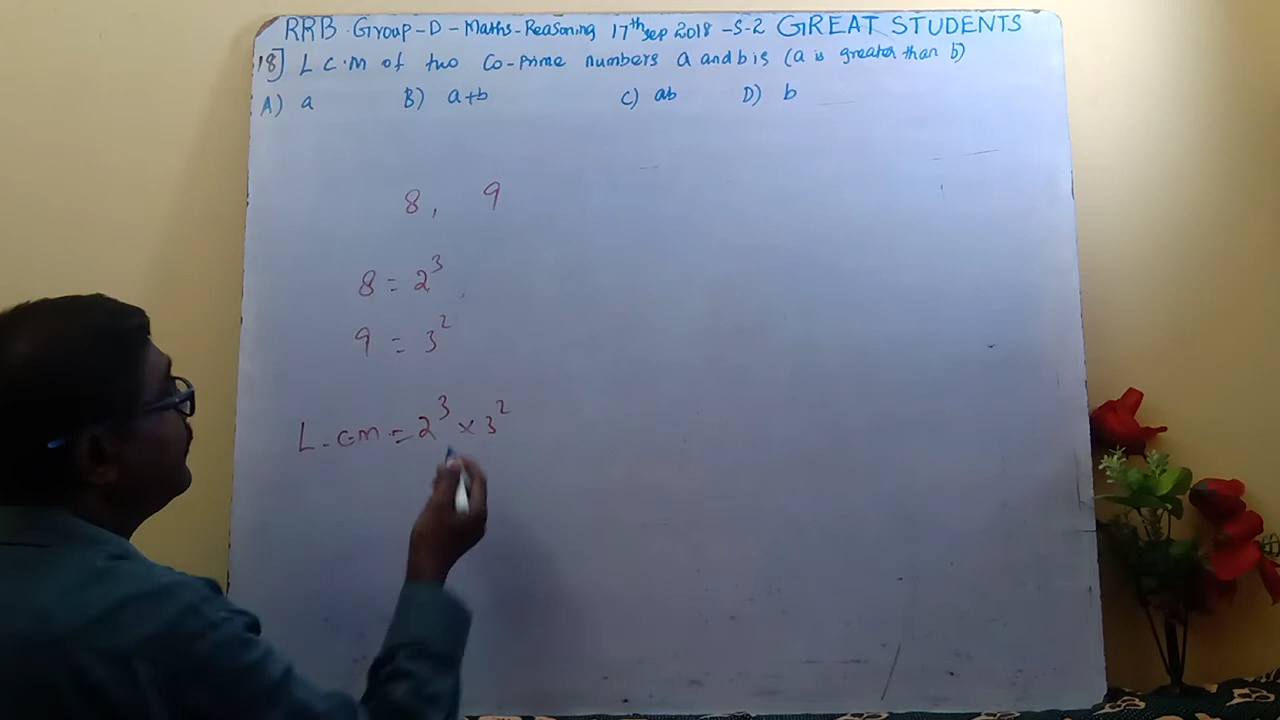 RRB Group-D-Maths-Reasoning 17th sep 2018 -S-2 GREAT STUDENTS
18] L C.M of two Co-Prime numbers a and b is (a is greater than b)
A) a B) a+b C) ab D) b
8, 9
8 = 2³
9 = 3²
L.CM = 2³ × 3²